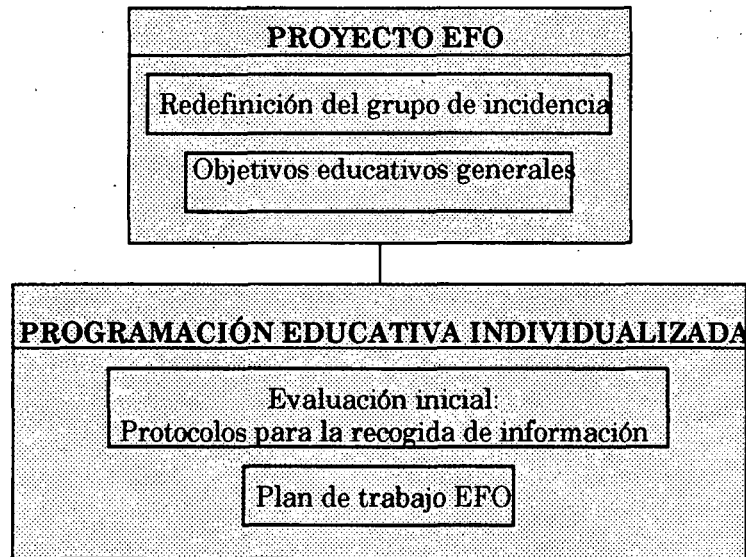 PROYECTO EFO
Redefinición del grupo de incidencia
Objetivos educativos generales
PROGRAMACIÓN EDUCATIVA INDIVIDUALIZADA
Evaluación inicial:
Protocolos para la recogida de información
Plan de trabajo EFO